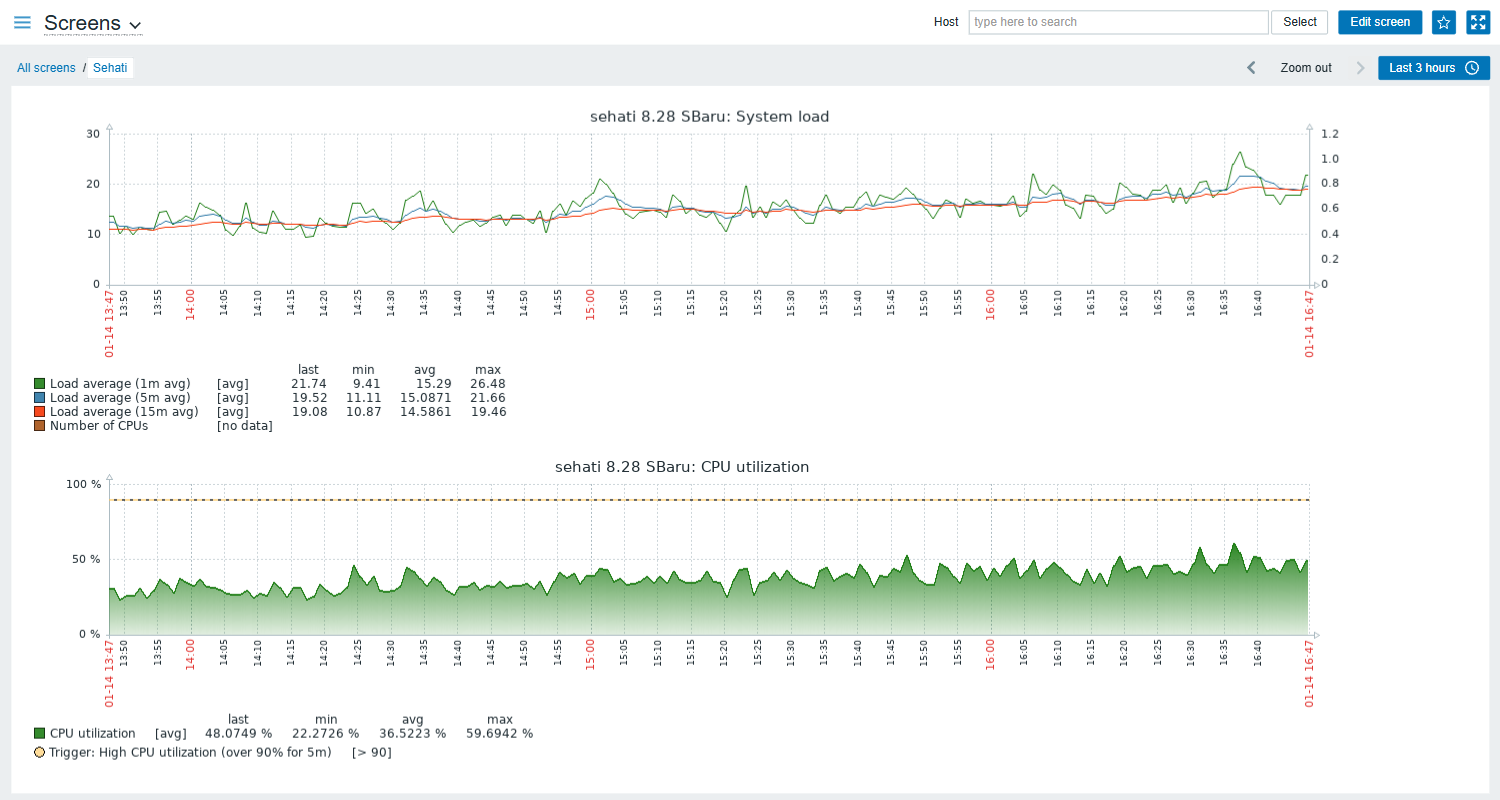 Screens
Host type here to search Select Edit screen
All screens / Sehati
Zoom out Last 3 hours
sehati 8.28 SBaru: System load
30
20
10
0
1.2
1.0
0.8
0.6
0.4
0.2
0
01-14 13:47 13:50 13:55 14:00 14:05 14:10 14:15 14:20 14:25 14:30 14:35 14:40 14:45 14:50 14:55 15:00 15:05 15:10 15:15 15:20 15:25 15:30 15:35 15:40 15:45 15:50 15:55 16:00 16:05 16:10 16:15 16:20 16:25 16:30 16:35 16:40 01-14 16:47
last min avg max
Load average (1m avg) [avg] 21.74 9.41 15.29 26.48
Load average (5m avg) [avg] 19.52 11.11 15.0871 21.66
Load average (15m avg) [avg] 19.08 10.87 14.5861 19.46
Number of CPUs [no data]
sehati 8.28 SBaru: CPU utilization
100 %
50 %
0 %
01-14 13:47 13:50 13:55 14:00 14:05 14:10 14:15 14:20 14:25 14:30 14:35 14:40 14:45 14:50 14:55 15:00 15:05 15:10 15:15 15:20 15:25 15:30 15:35 15:40 15:45 15:50 15:55 16:00 16:05 16:10 16:15 16:20 16:25 16:30 16:35 16:40 01-14 16:47
last min avg max
CPU utilization [avg] 48.0749 % 22.2726 % 36.5223 % 59.6942 %
Trigger: High CPU utilization (over 90% for 5m) [> 90]